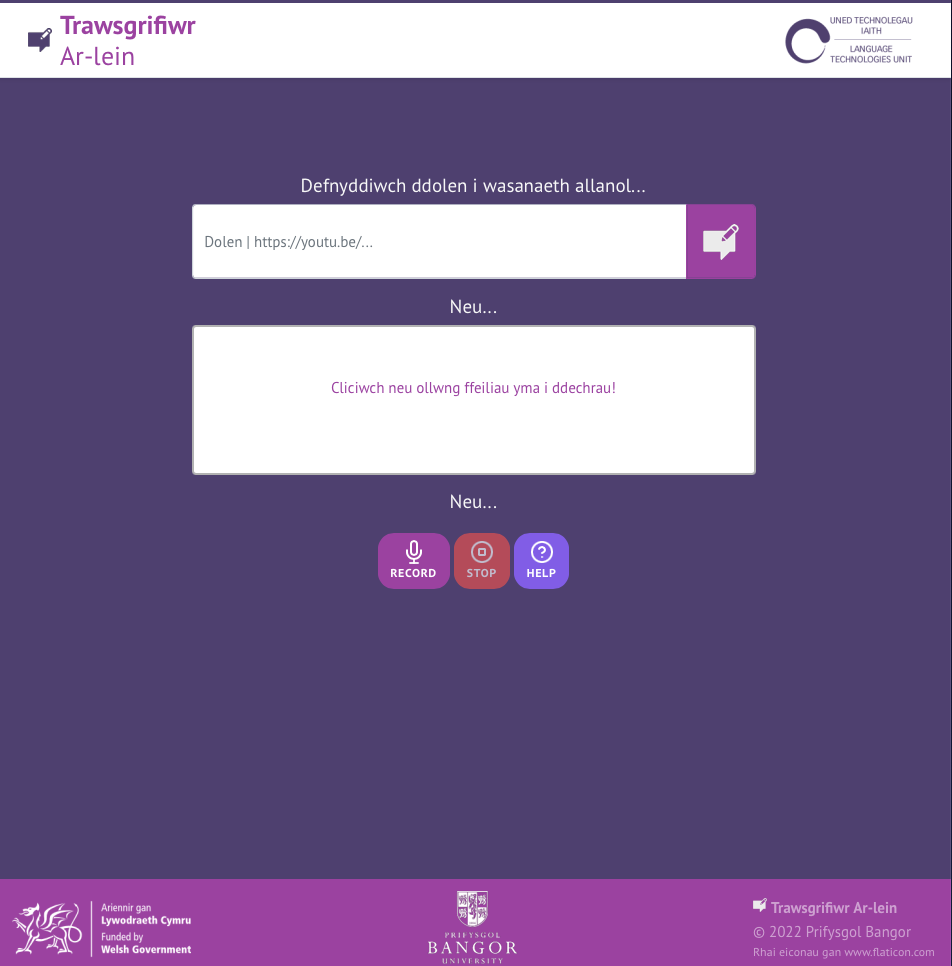 Trawsgrifiwr
Ar-lein
UNED TECHNOLEGAU
IAITH
LANGUAGE
TECHNOLOGIES UNIT
Defnyddiwch ddolen i wasanaeth allanol...
Dolen | https://youtu.be/...
Neu...
Cliciwch neu ollwng ffeiliau yma i ddechrau!
Neu...
RECORD
STOP
HELP
Ariennir gan
Lywodraeth Cymru
Funded by
Welsh Government
PRIFYSGOL
BANGOR
UNIVERSITY
Trawsgrifiwr Ar-lein
© 2022 Prifysgol Bangor
Rhai eiconau gan www.flaticon.com